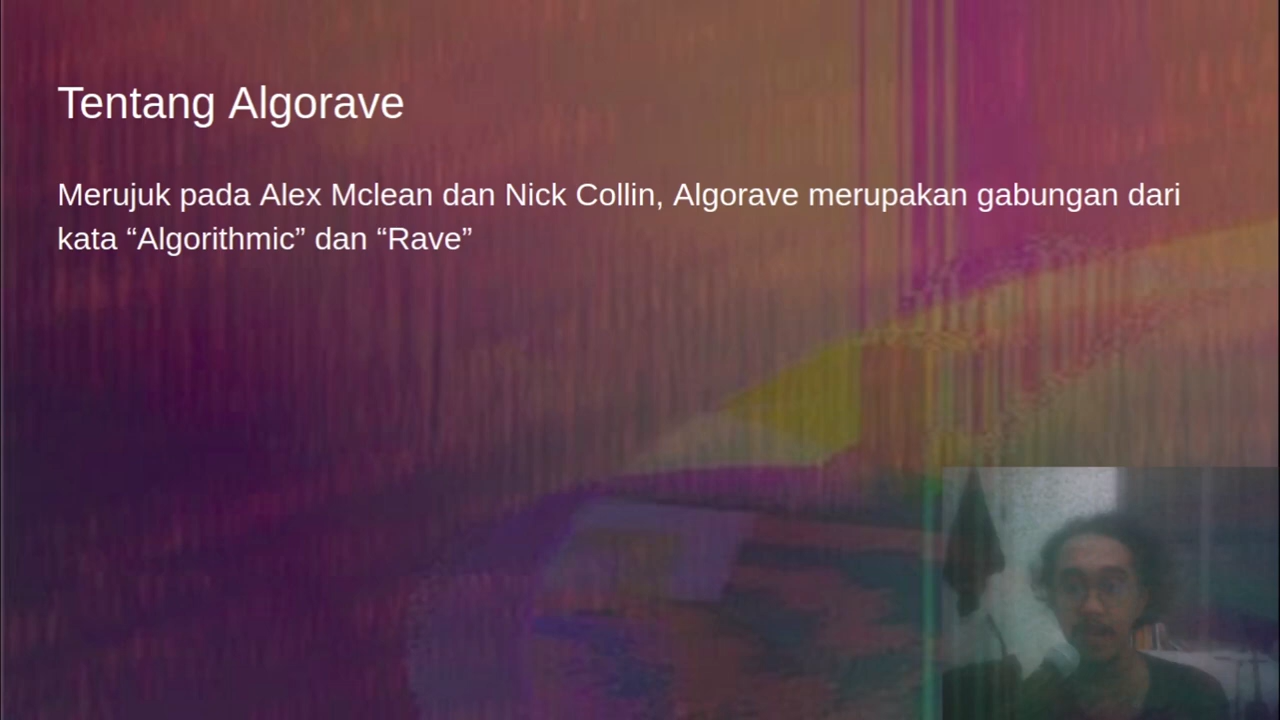 Tentang Algorave
Merujuk pada Alex Mclean dan Nick Collin, Algorave merupakan gabungan dari
kata “Algorithmic” dan “Rave”